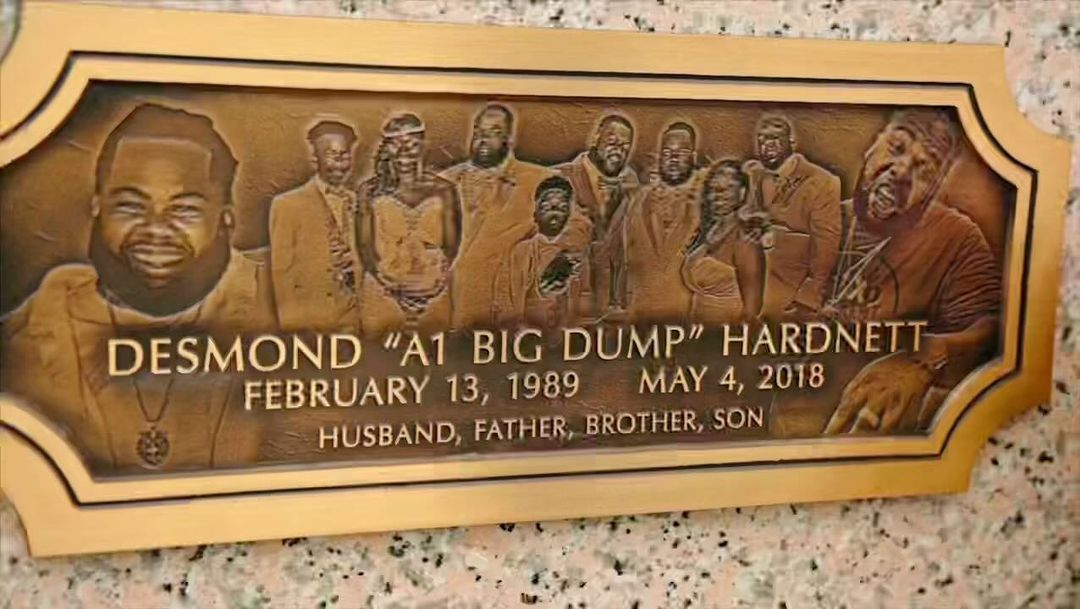 DESMOND "A1 BIG DUMP" HARDNETT
FEBRUARY 13, 1989 MAY 4, 2018
HUSBAND, FATHER, BROTHER, SON